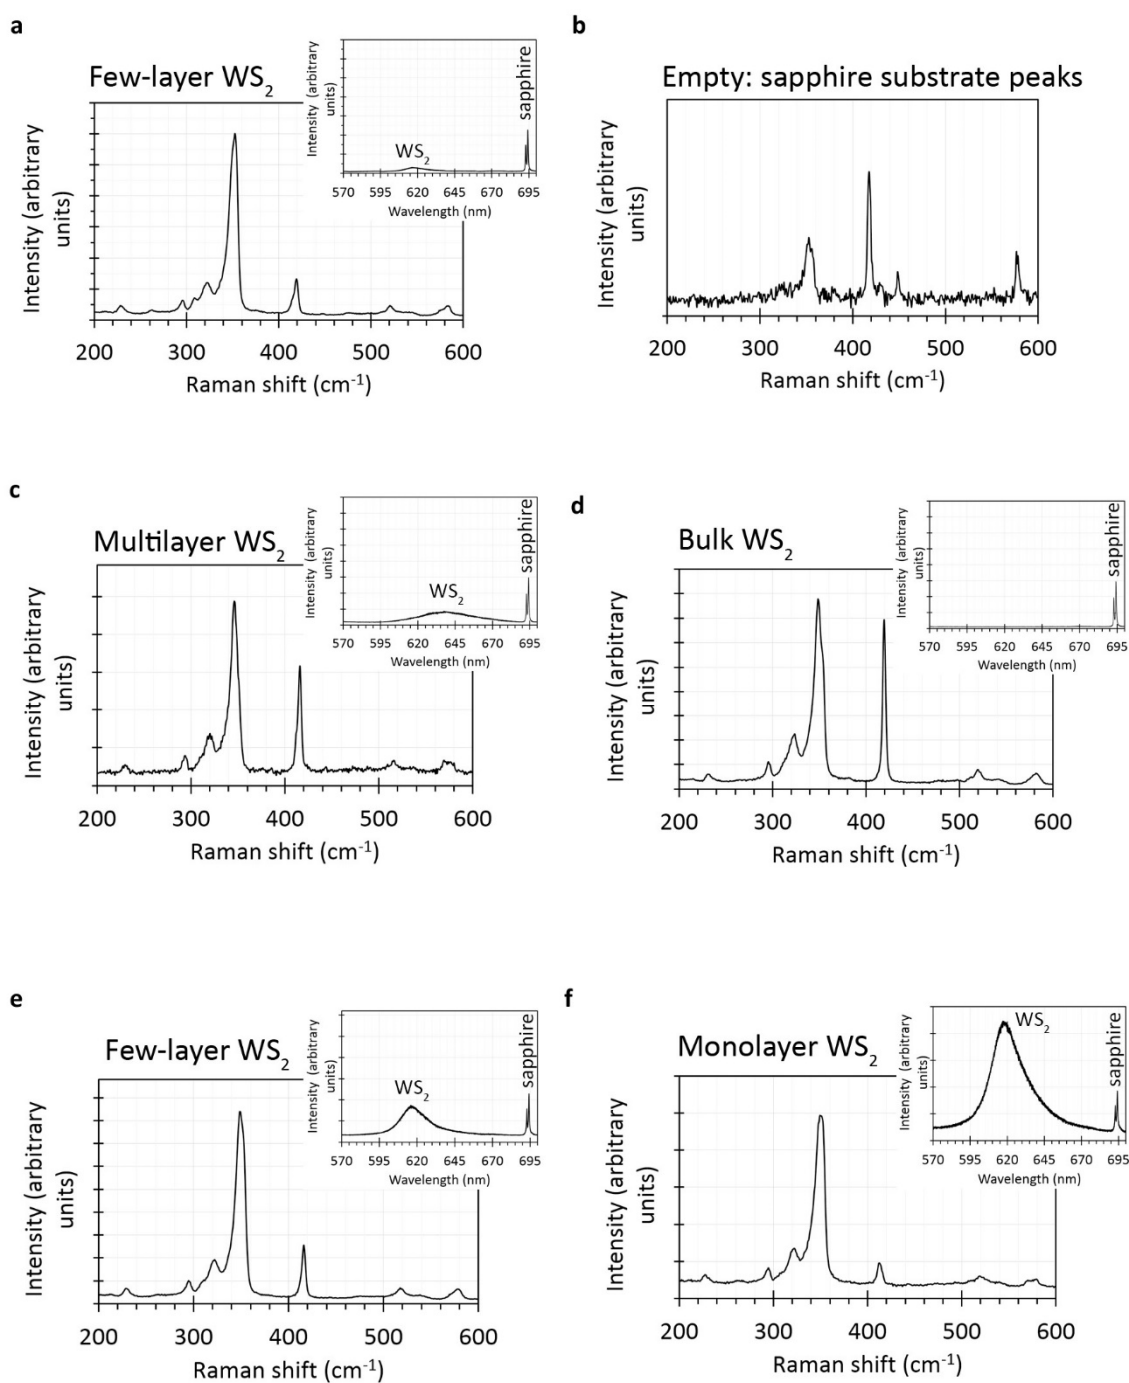 a
Few-layer WS₂
Intensity (arbitrary
units)
200 300 400 500 600
Raman shift (cm⁻¹)
Intensity (arbitrary
units)
WS₂
sapphire
570 595 620 645 670 695
Wavelength (nm)
b
Empty: sapphire substrate peaks
Intensity (arbitrary
units)
200 300 400 500 600
Raman shift (cm⁻¹)
c
Multilayer WS₂
Intensity (arbitrary
units)
200 300 400 500 600
Raman shift (cm⁻¹)
Intensity (arbitrary
units)
WS₂
sapphire
570 595 620 645 670 695
Wavelength (nm)
d
Bulk WS₂
Intensity (arbitrary
units)
200 300 400 500 600
Raman shift (cm⁻¹)
Intensity (arbitrary
units)
sapphire
570 595 620 645 670 695
Wavelength (nm)
e
Few-layer WS₂
Intensity (arbitrary
units)
200 300 400 500 600
Raman shift (cm⁻¹)
Intensity (arbitrary
units)
WS₂
sapphire
570 595 620 645 670 695
Wavelength (nm)
f
Monolayer WS₂
Intensity (arbitrary
units)
200 300 400 500 600
Raman shift (cm⁻¹)
Intensity (arbitrary
units)
WS₂
sapphire
570 595 620 645 670 695
Wavelength (nm)